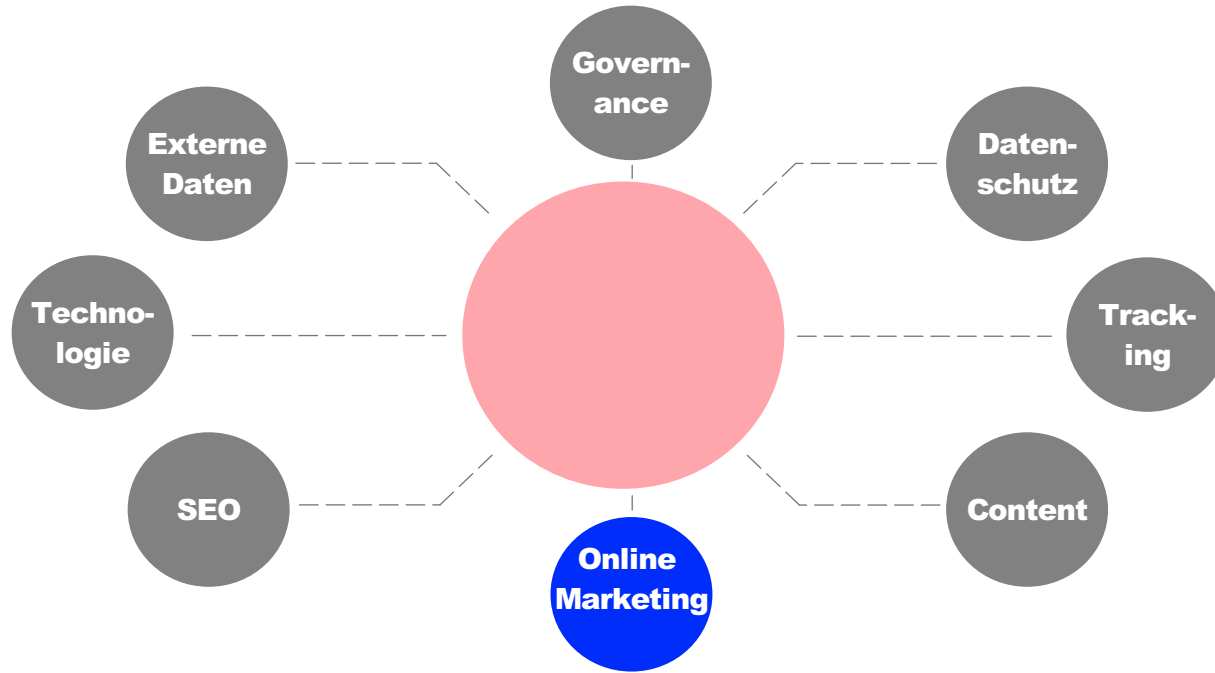 Govern-
ance
Externe
Daten
Daten-
schutz
Techno-
logie
Track-
ing
SEO
Content
Online
Marketing